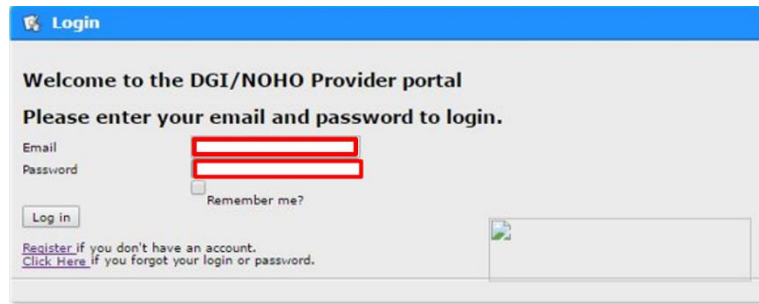 Login
Welcome to the DGI/NOHO Provider portal
Please enter your email and password to login.
Email
Password
Remember me?
Log in
Register if you don't have an account.
Click Here if you forgot your login or password.